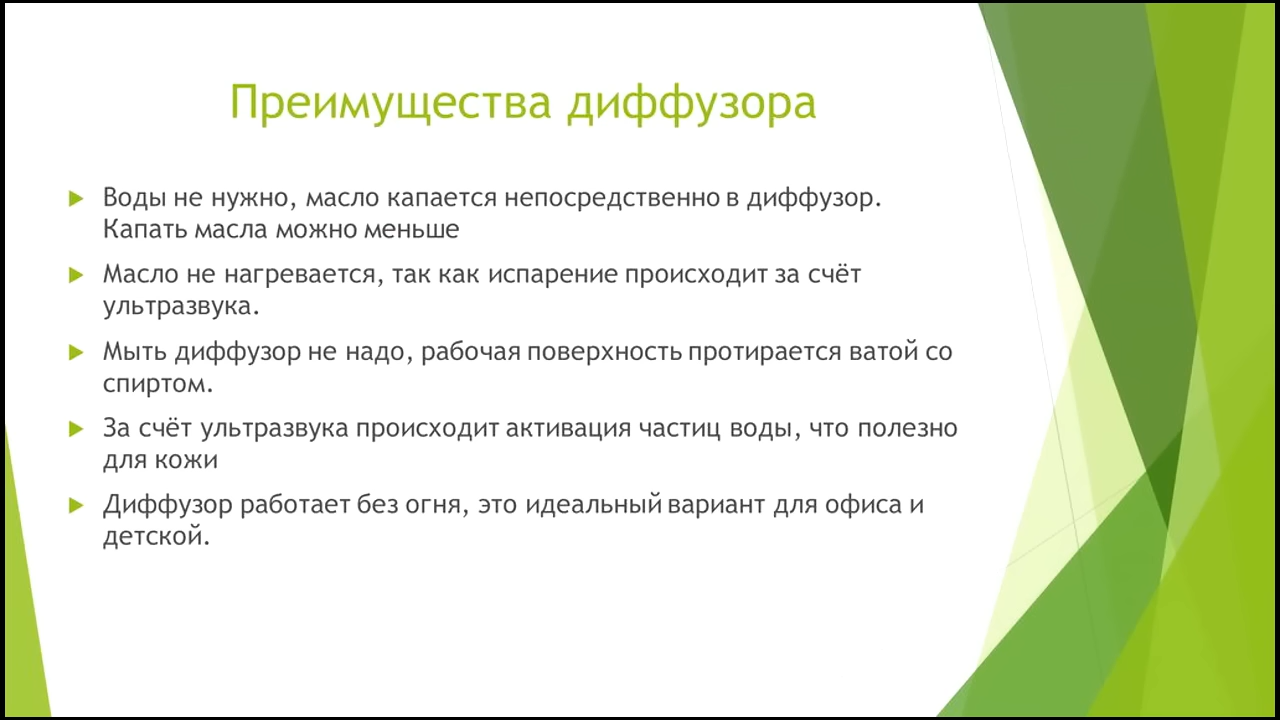 Преимущества диффузора
Воды не нужно, масло капается непосредственно в диффузор.
Капать масла можно меньше
Масло не нагревается, так как испарение происходит за счёт
ультразвука.
Мыть диффузор не надо, рабочая поверхность протирается ватой со
спиртом.
За счёт ультразвука происходит активация частиц воды, что полезно
для кожи
Диффузор работает без огня, это идеальный вариант для офиса и
детской.